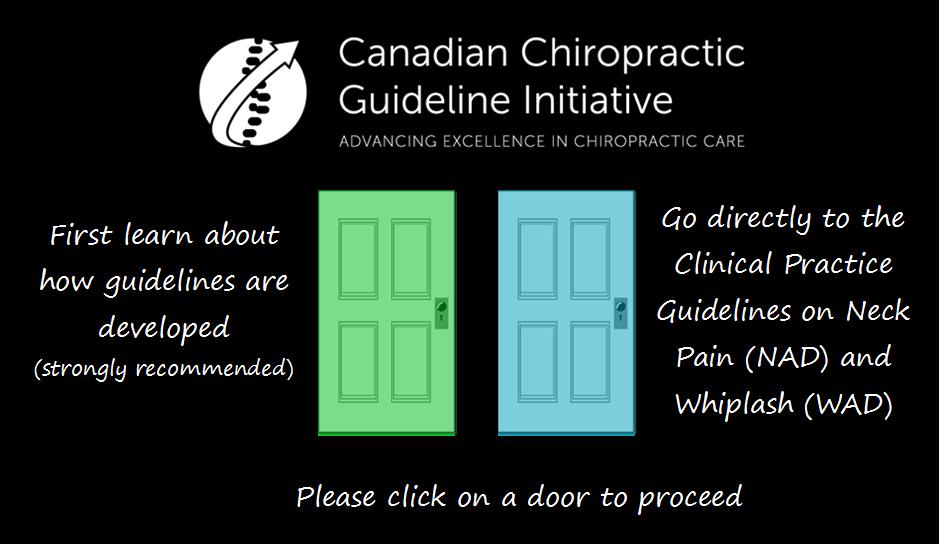 Canadian Chiropractic
Guideline Initiative
ADVANCING EXCELLENCE IN CHIROPRACTIC CARE
First learn about
how guidelines are
developed
(strongly recommended)
Go directly to the
Clinical Practice
Guidelines on Neck
Pain (NAD) and
Whiplash (WAD)
Please click on a door to proceed